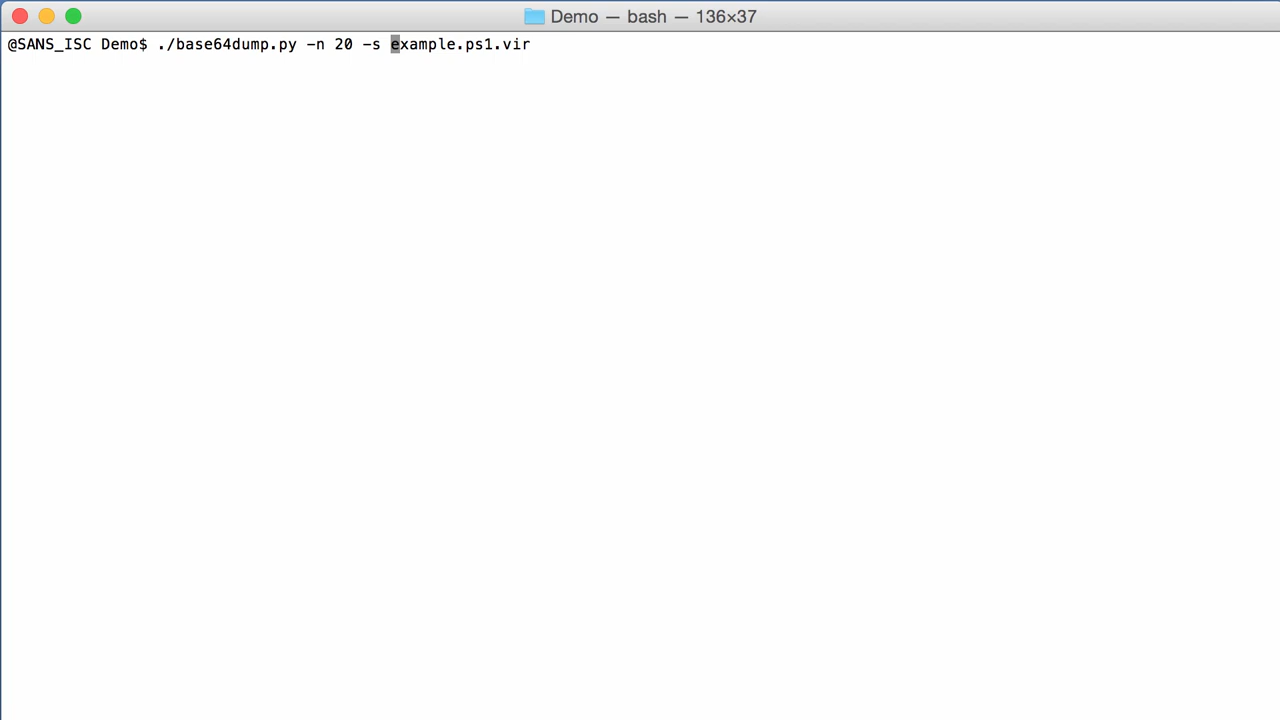 Demo — bash — 136×37
@SANS_ISC Demo$ ./base64dump.py -n 20 -s example.ps1.vir